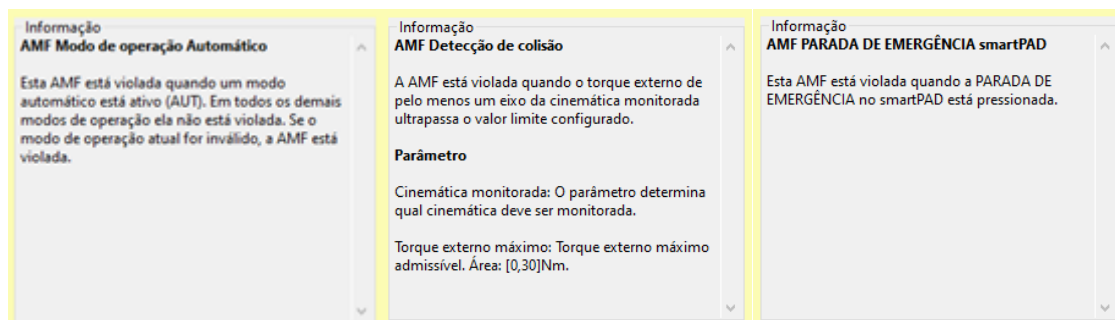 Informação
AMF Modo de operação Automático
Esta AMF está violada quando um modo
automático está ativo (AUT). Em todos os demais
modos de operação ela não está violada. Se o
modo de operação atual for inválido, a AMF está
violada.
Informação
AMF Detecção de colisão
A AMF está violada quando o torque externo de
pelo menos um eixo da cinemática monitorada
ultrapassa o valor limite configurado.
Parâmetro
Cinemática monitorada: O parâmetro determina
qual cinemática deve ser monitorada.
Torque externo máximo: Torque externo máximo
admissível. Área: [0,30]Nm.
Informação
AMF PARADA DE EMERGÊNCIA smartPAD
Esta AMF está violada quando a PARADA DE
EMERGÊNCIA no smartPAD está pressionada.